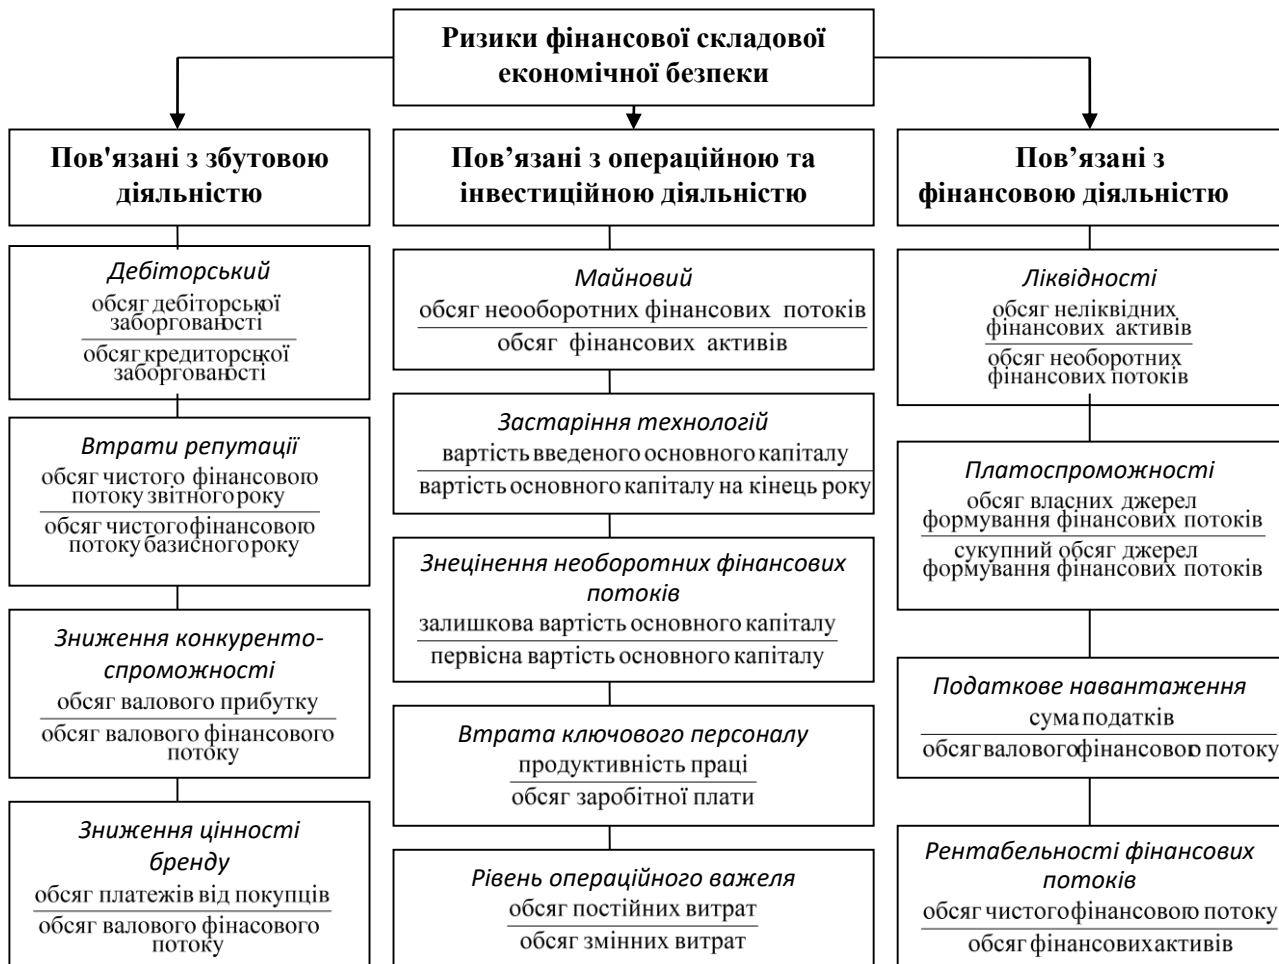 Ризики фінансової складової
економічної безпеки
Пов'язані з збутовою
діяльністю
Дебіторський
обсяг дебіторської
заборгованості
обсяг кредиторської
заборгованості
Втрати репутації
обсяг чистого фінансового
потоку звітного року
обсяг чистого фінансового
потоку базисного року
Зниження конкуренто-
спроможності
обсяг валового прибутку
обсяг валового фінансового
потоку
Зниження цінності
бренду
обсяг платежів від покупців
обсяг валового фінасового
потоку
Пов’язані з операційною та
інвестиційною діяльністю
Майновий
обсяг неооборотних фінансових потоків
обсяг фінансових активів
Застаріння технологій
вартість введеного основного капіталу
вартість основного капіталу на кінець року
Знецінення необоротних фінансових
потоків
залишкова вартість основного капіталу
первісна вартість основного капіталу
Втрата ключового персоналу
продуктивність праці
обсяг заробітної плати
Рівень операційного важеля
обсяг постійних витрат
обсяг змінних витрат
Пов’язані з
фінансовою діяльністю
Ліквідності
обсяг неліквідних
фінансових активів
обсяг необоротних
фінансових потоків
Платоспроможності
обсяг власних джерел
формування фінансових потоків
сукупний обсяг джерел
формування фінансових потоків
Податкове навантаження
сума податків
обсяг валового фінансового потоку
Рентабельності фінансових
потоків
обсяг чистого фінансового потоку
обсяг фінансових активів